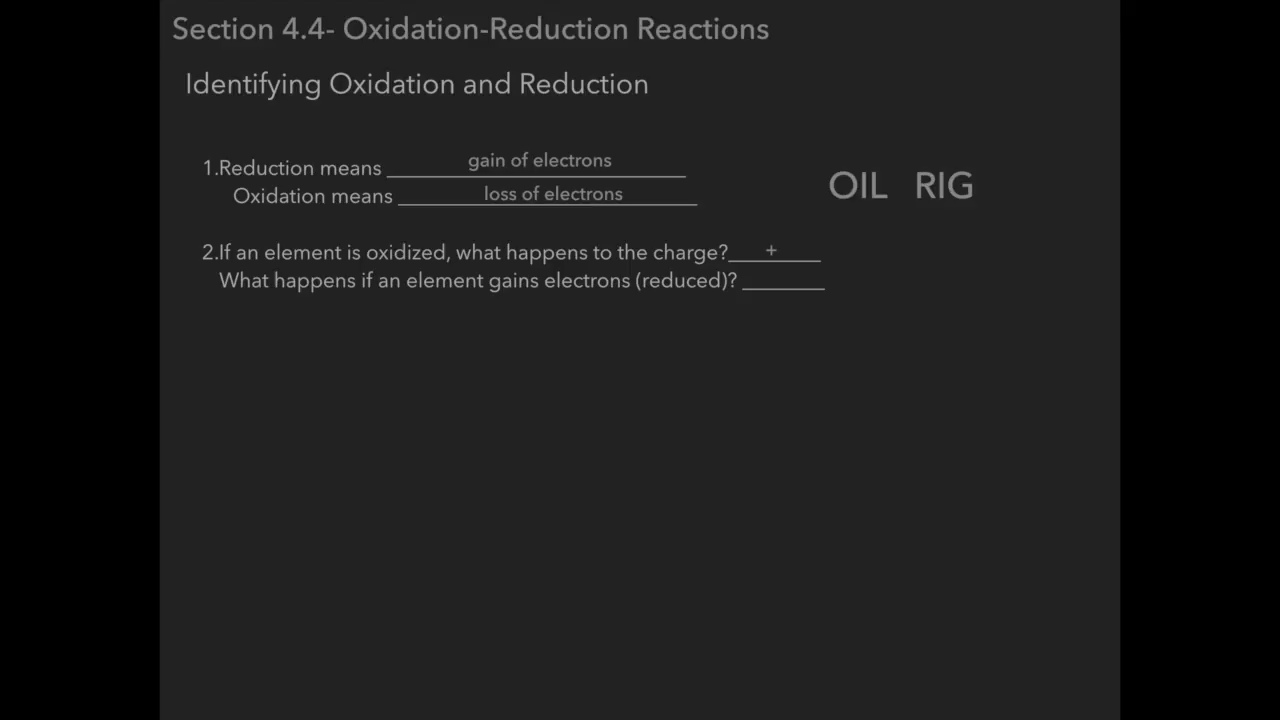 Section 4.4- Oxidation-Reduction Reactions
Identifying Oxidation and Reduction
1.Reduction means gain of electrons
Oxidation means loss of electrons
OIL RIG
2.If an element is oxidized, what happens to the charge? +
What happens if an element gains electrons (reduced)? ________